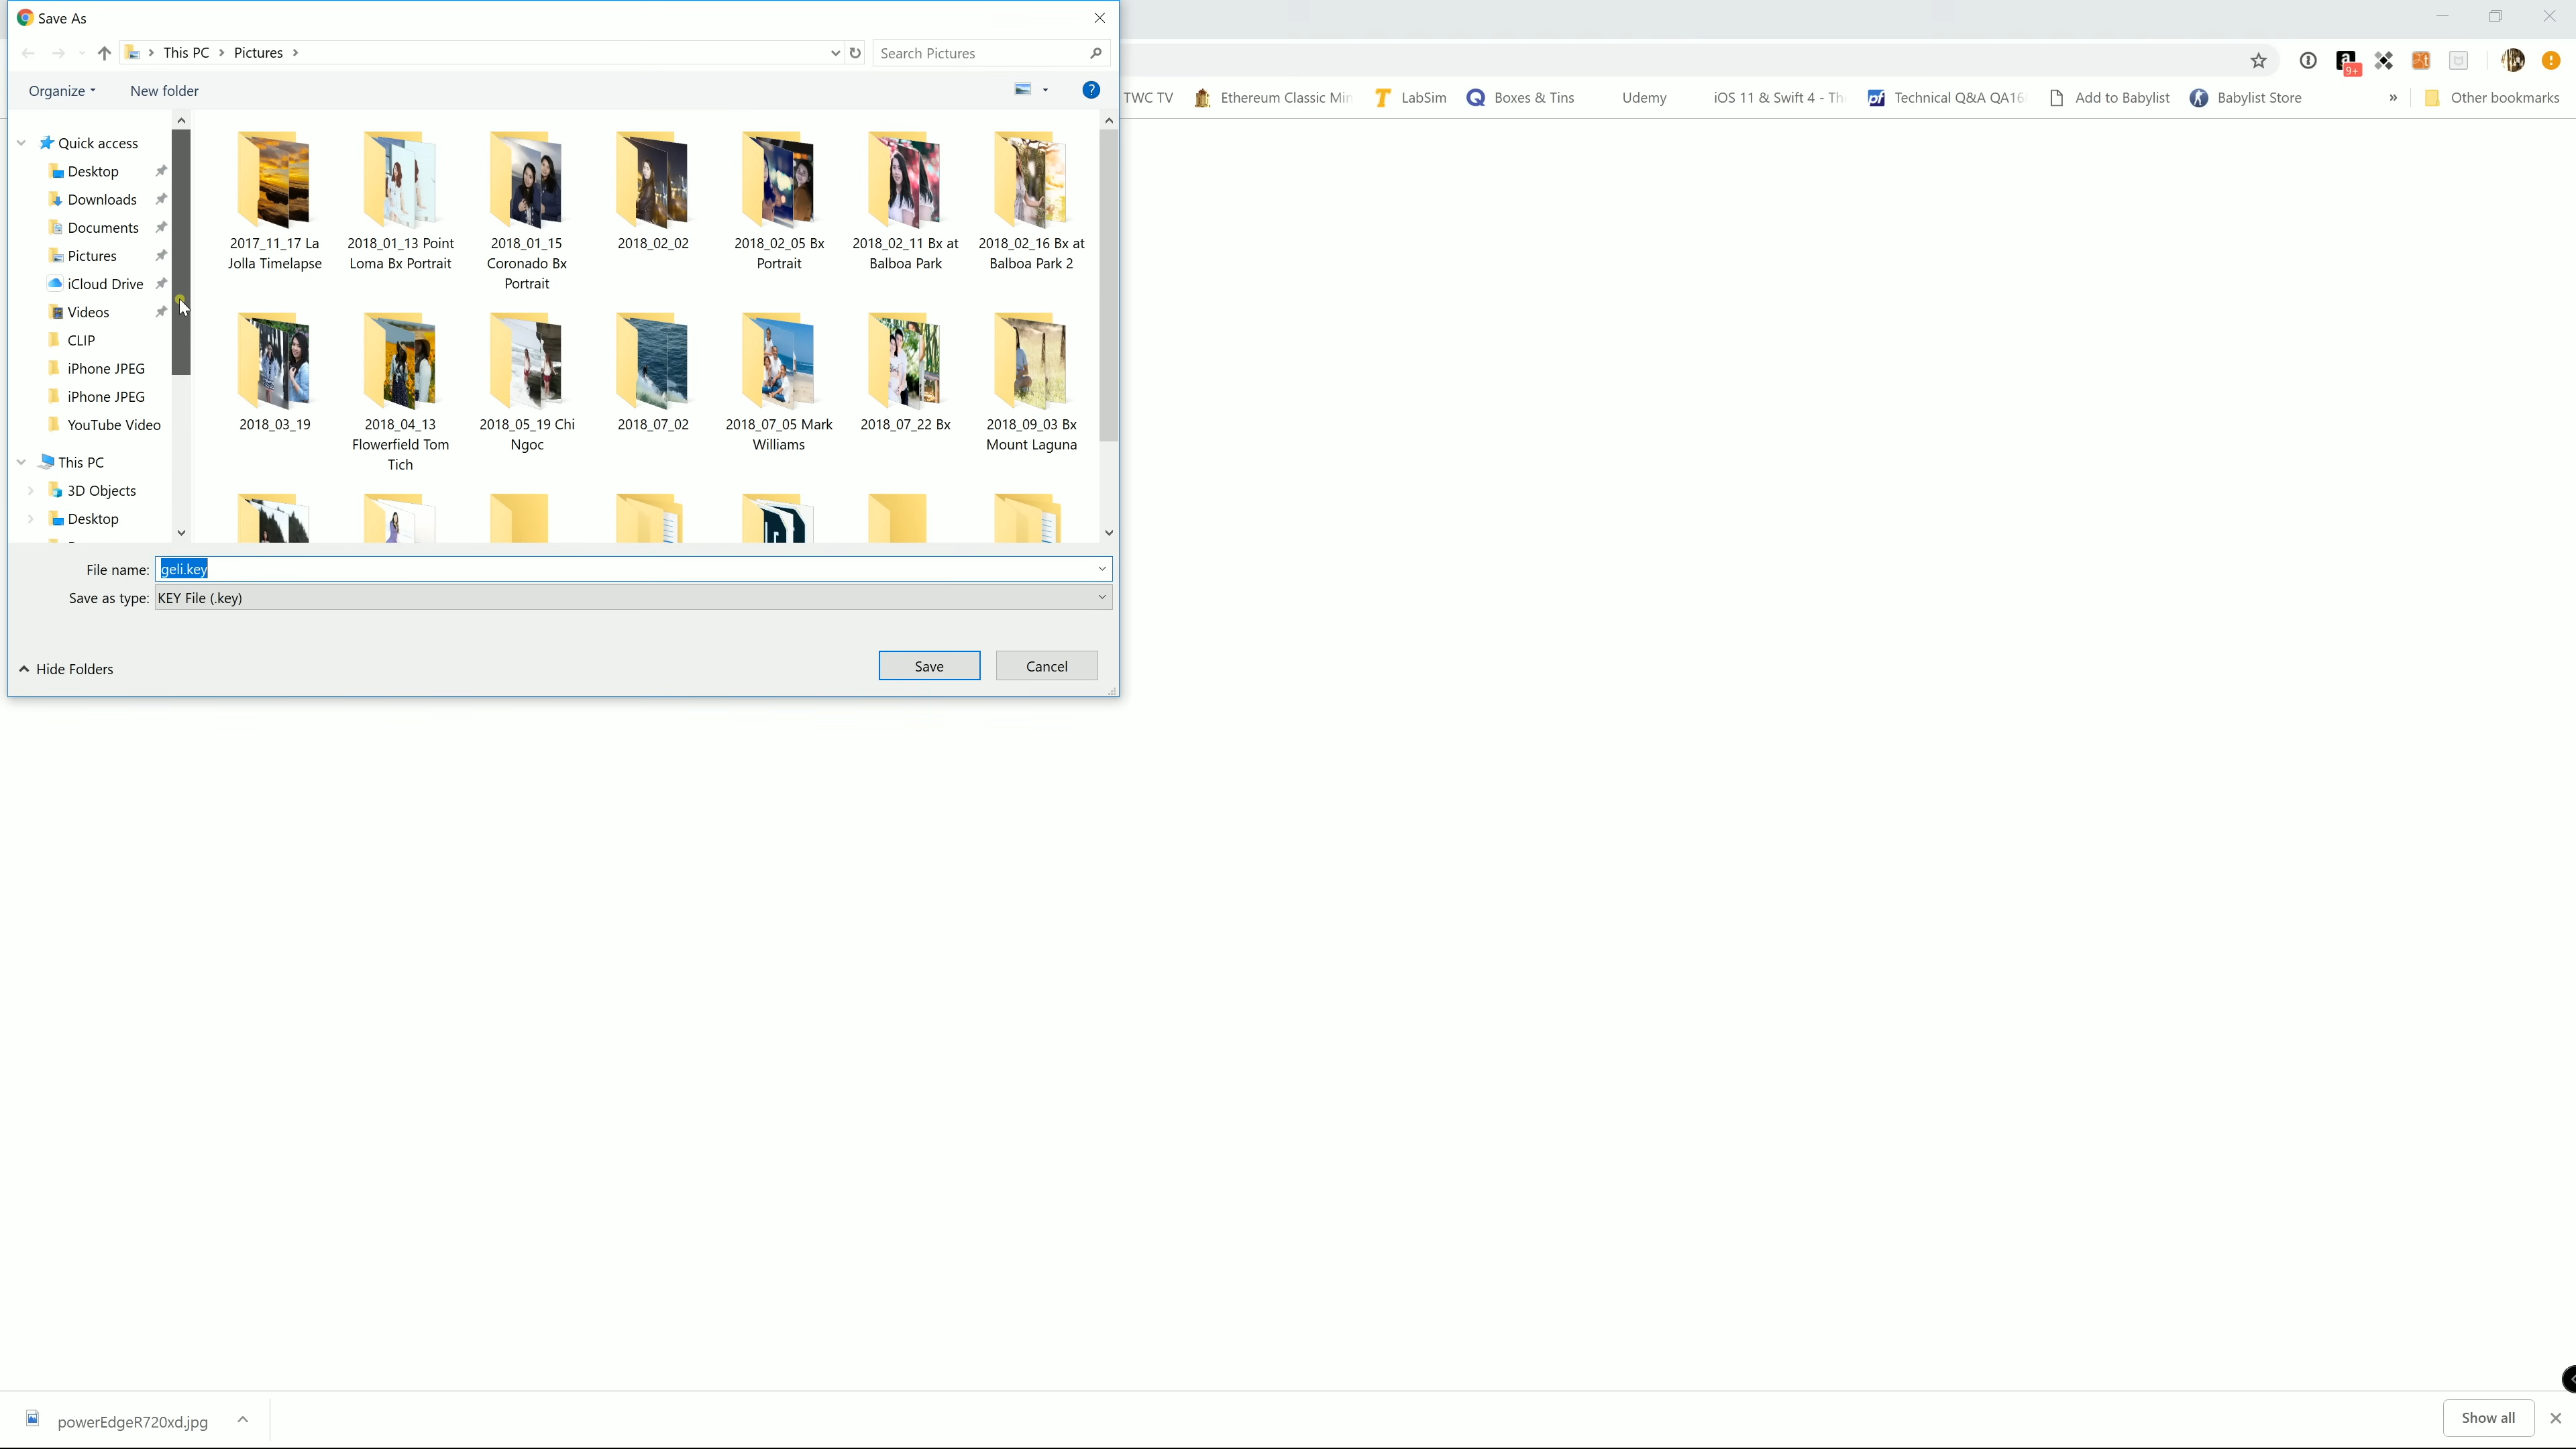 Save As
This PC > Pictures >
Search Pictures
Organize
New folder
Quick access
Desktop
Downloads
Documents
Pictures
iCloud Drive
Videos
CLIP
iPhone JPEG
iPhone JPEG
YouTube Video
This PC
3D Objects
Desktop
2017_11_17 La
Jolla Timelapse
2018_01_13 Point
Loma Bx Portrait
2018_01_15
Coronado Bx
Portrait
2018_02_02
2018_02_05 Bx
Portrait
2018_02_11 Bx at
Balboa Park
2018_02_16 Bx at
Balboa Park 2
2018_03_19
2018_04_13
Flowerfield Tom
Tich
2018_05_19 Chi
Ngoc
2018_07_02
2018_07_05 Mark
Williams
2018_07_22 Bx
2018_09_03 Bx
Mount Laguna
File name: geli.key
Save as type: KEY File (.key)
Hide Folders
Save
Cancel
9+
TWC TV
Ethereum Classic Min
LabSim
Boxes & Tins
Udemy
iOS 11 & Swift 4 - Th
Technical Q&A QA16
Add to Babylist
Babylist Store
»
Other bookmarks
powerEdgeR720xd.jpg
Show all